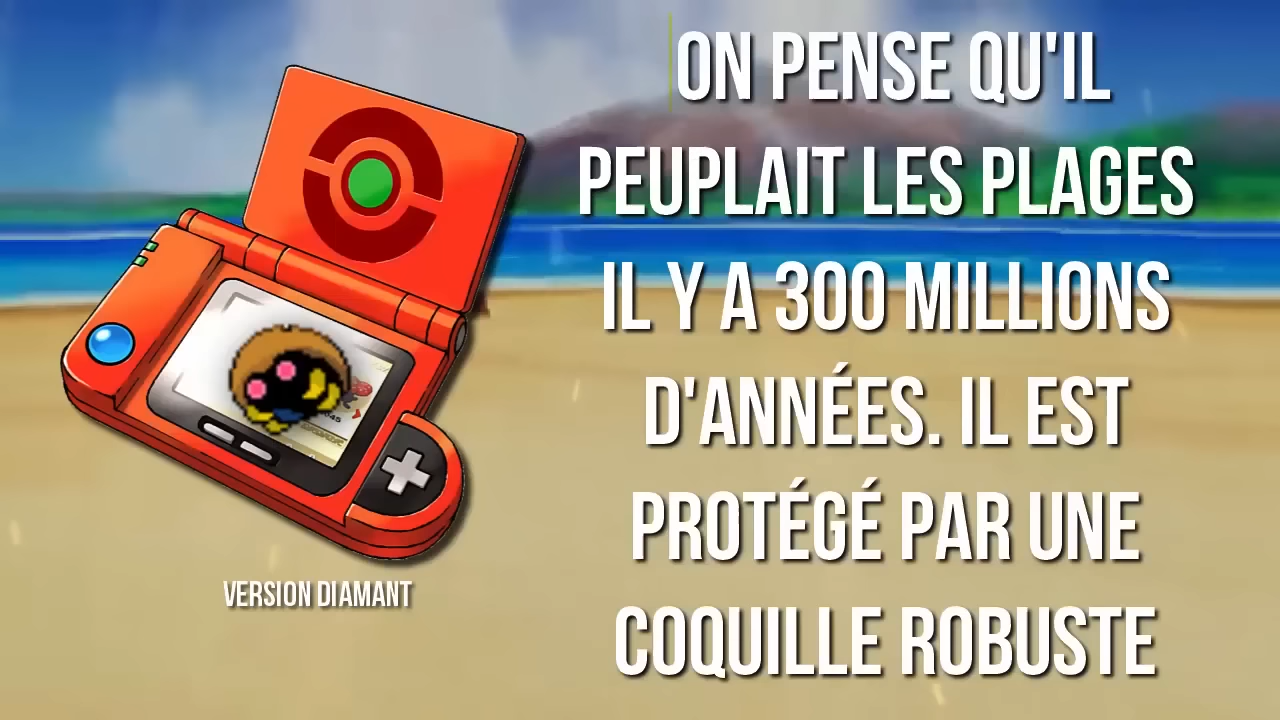 ON PENSE QU'IL
PEUPLAIT LES PLAGES
IL Y A 300 MILLIONS
D'ANNÉES. IL EST
PROTÉGÉ PAR UNE
COQUILLE ROBUSTE
VERSION DIAMANT